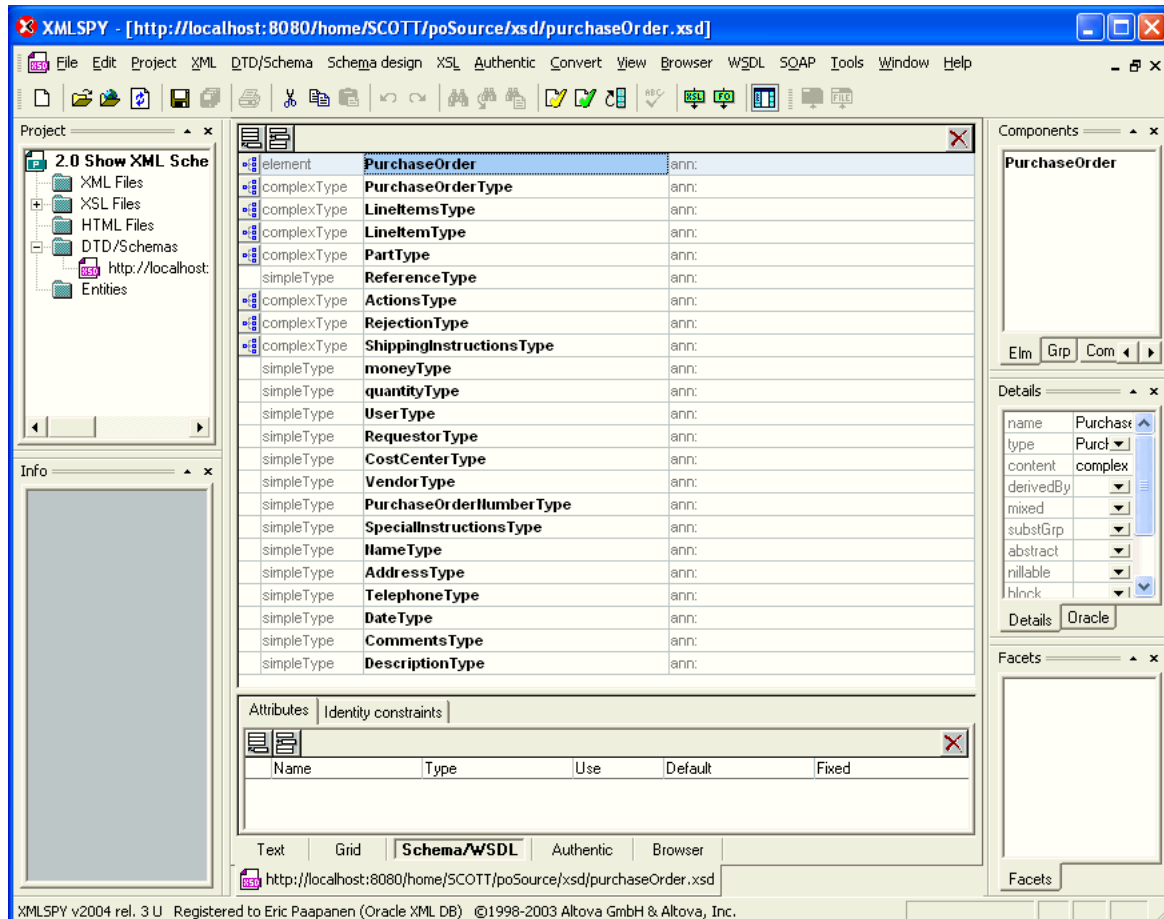 XMLSPY - [http://localhost:8080/home/SCOTT/poSource/xsd/purchaseOrder.xsd]
File Edit Project XML DTD/Schema Schema design XSL Authentic Convert View Browser WSDL SOAP Tools Window Help
Project
2.0 Show XML Sche
XML Files
XSL Files
HTML Files
DTD/Schemas
http://localhost:
Entities
Info
element PurchaseOrder ann:
complexType PurchaseOrderType ann:
complexType LineItemsType ann:
complexType LineItemType ann:
complexType PartType ann:
simpleType ReferenceType ann:
complexType ActionsType ann:
complexType RejectionType ann:
complexType ShippingInstructionsType ann:
simpleType moneyType ann:
simpleType quantityType ann:
simpleType UserType ann:
simpleType RequestorType ann:
simpleType CostCenterType ann:
simpleType VendorType ann:
simpleType PurchaseOrderNumberType ann:
simpleType SpecialInstructionsType ann:
simpleType NameType ann:
simpleType AddressType ann:
simpleType TelephoneType ann:
simpleType DateType ann:
simpleType CommentsType ann:
simpleType DescriptionType ann:
Attributes Identity constraints
Name Type Use Default Fixed
Text Grid Schema/WSDL Authentic Browser
http://localhost:8080/home/SCOTT/poSource/xsd/purchaseOrder.xsd
Components
PurchaseOrder
Elm Grp Com
Details
name Purchase
type Purch
content complex
derivedBy
mixed
substGrp
abstract
nillable
block
Details Oracle
Facets
Facets
XMLSPY v2004 rel. 3 U Registered to Eric Paapanen (Oracle XML DB) ©1998-2003 Altova GmbH & Altova, Inc.